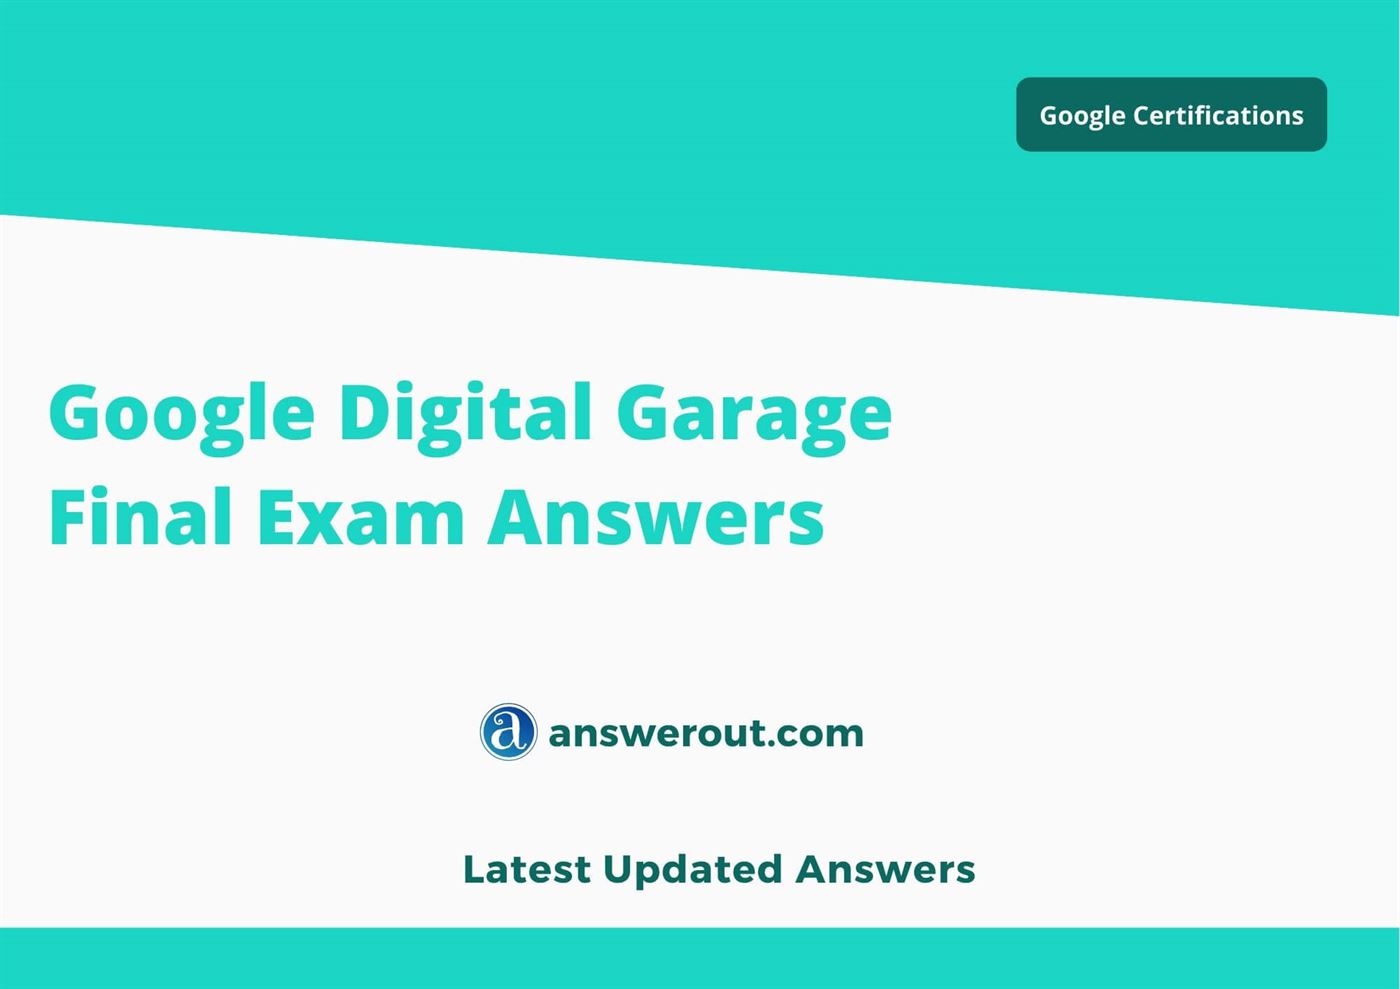 Google Certifications
Google Digital Garage
Final Exam Answers
a answerout.com
Latest Updated Answers